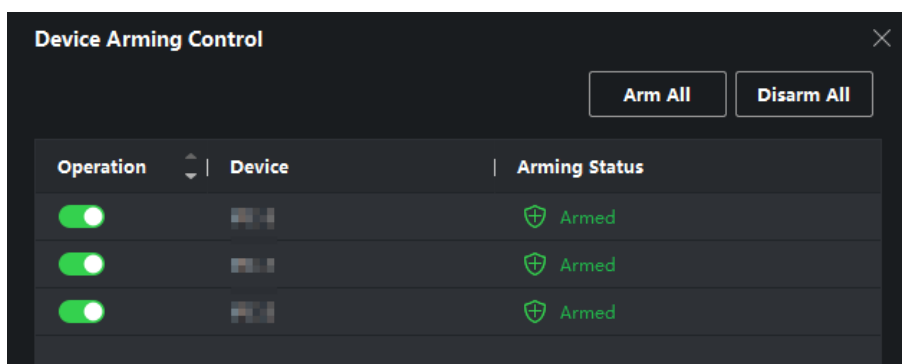 Device Arming Control
Arm All Disarm All
Operation Device Arming Status
Armed
Armed
Armed